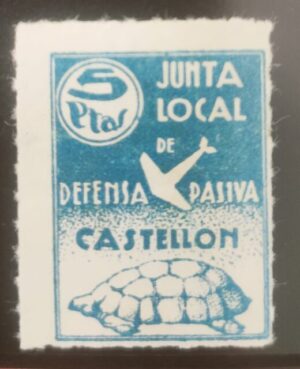 5
Ptas
JUNTA
LOCAL
DE
DEFENSA PASIVA
CASTELLON